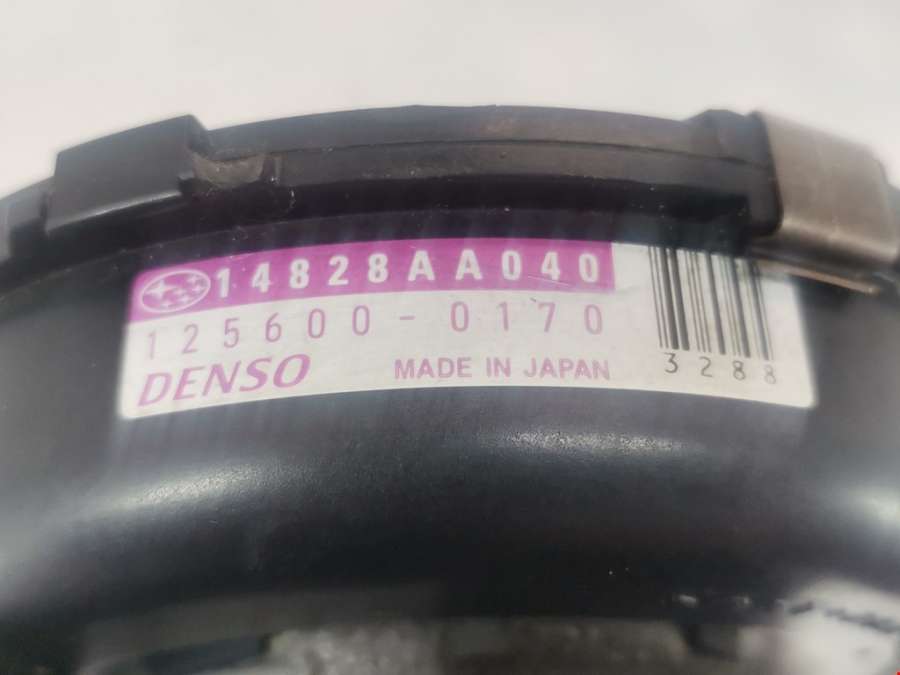 14828AA040
125600-0170
DENSO MADE IN JAPAN
3288